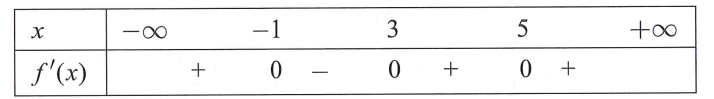 x −∞ −1 3 5 +∞
f′(x) + 0 − 0 + 0 +